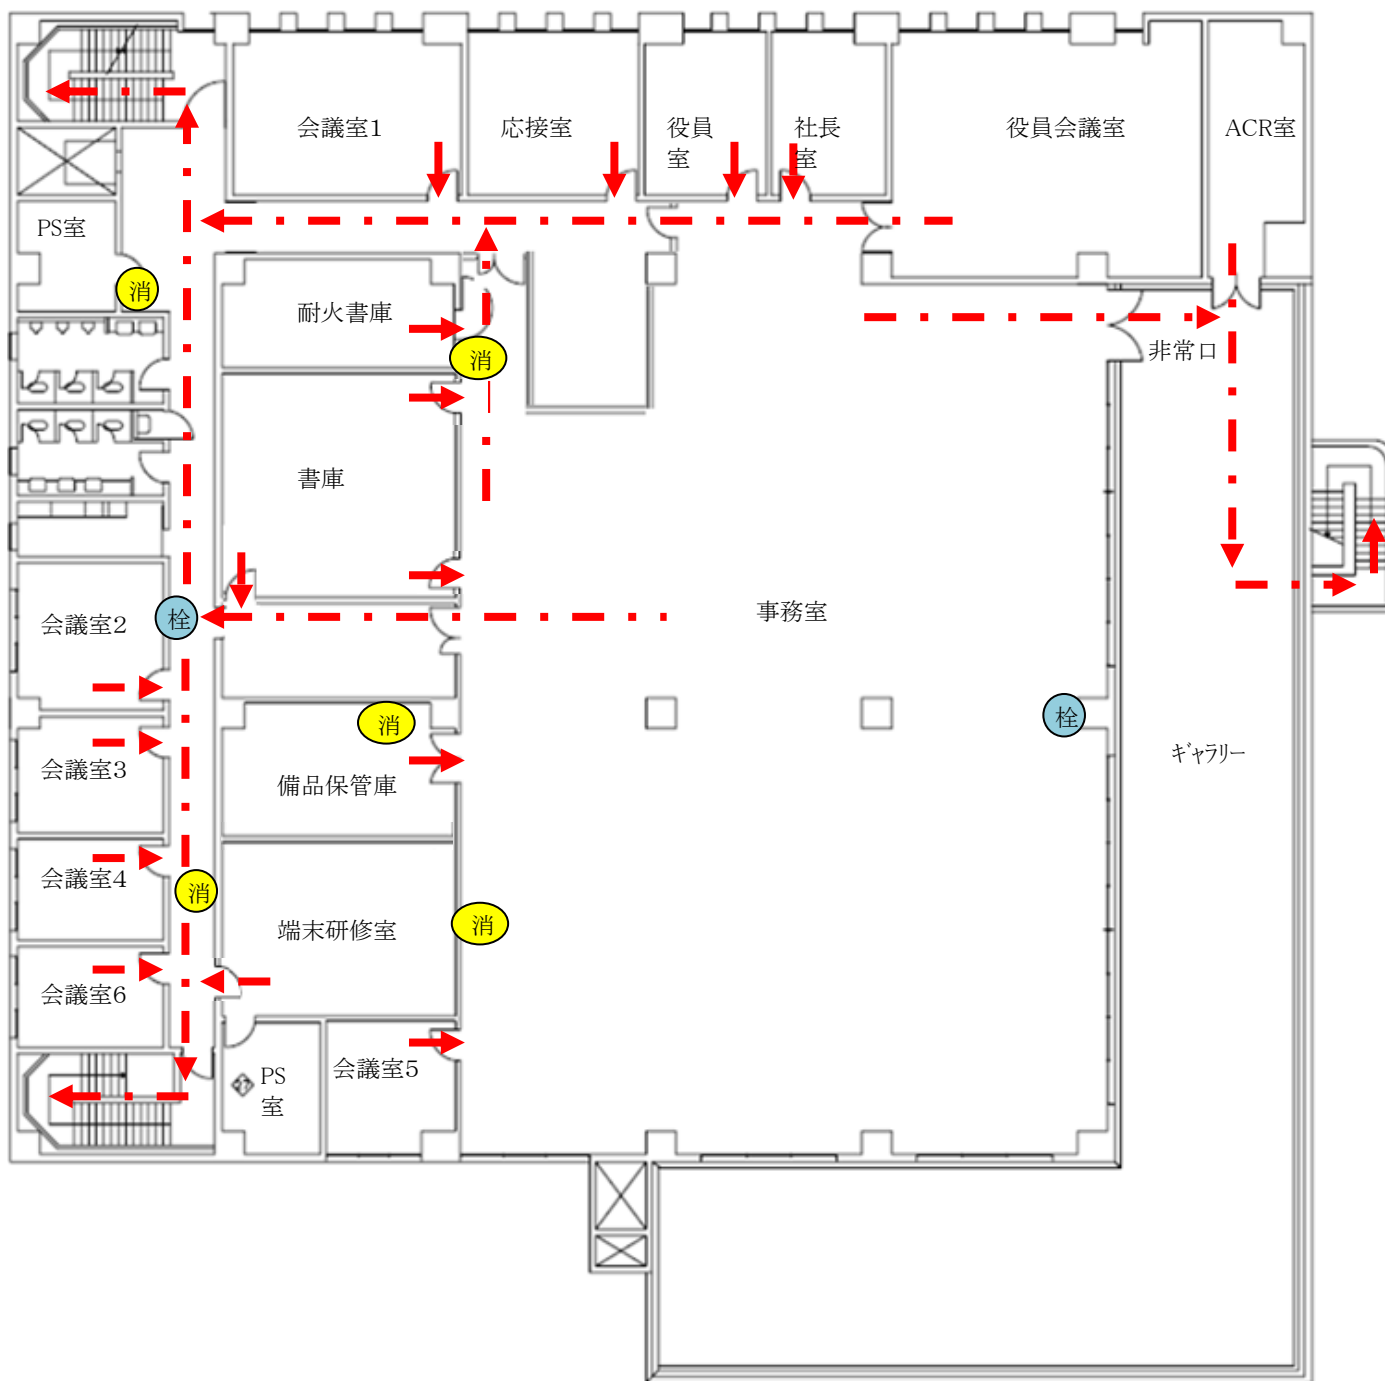 会議室1
応接室
役員
室
社長
室
役員会議室
ACR室
PS室
消
耐火書庫
消
非常口
書庫
会議室2
栓
事務室
消
栓
会議室3
備品保管庫
ギャラリー
会議室4
消
端末研修室
消
会議室6
会議室5
PS
室